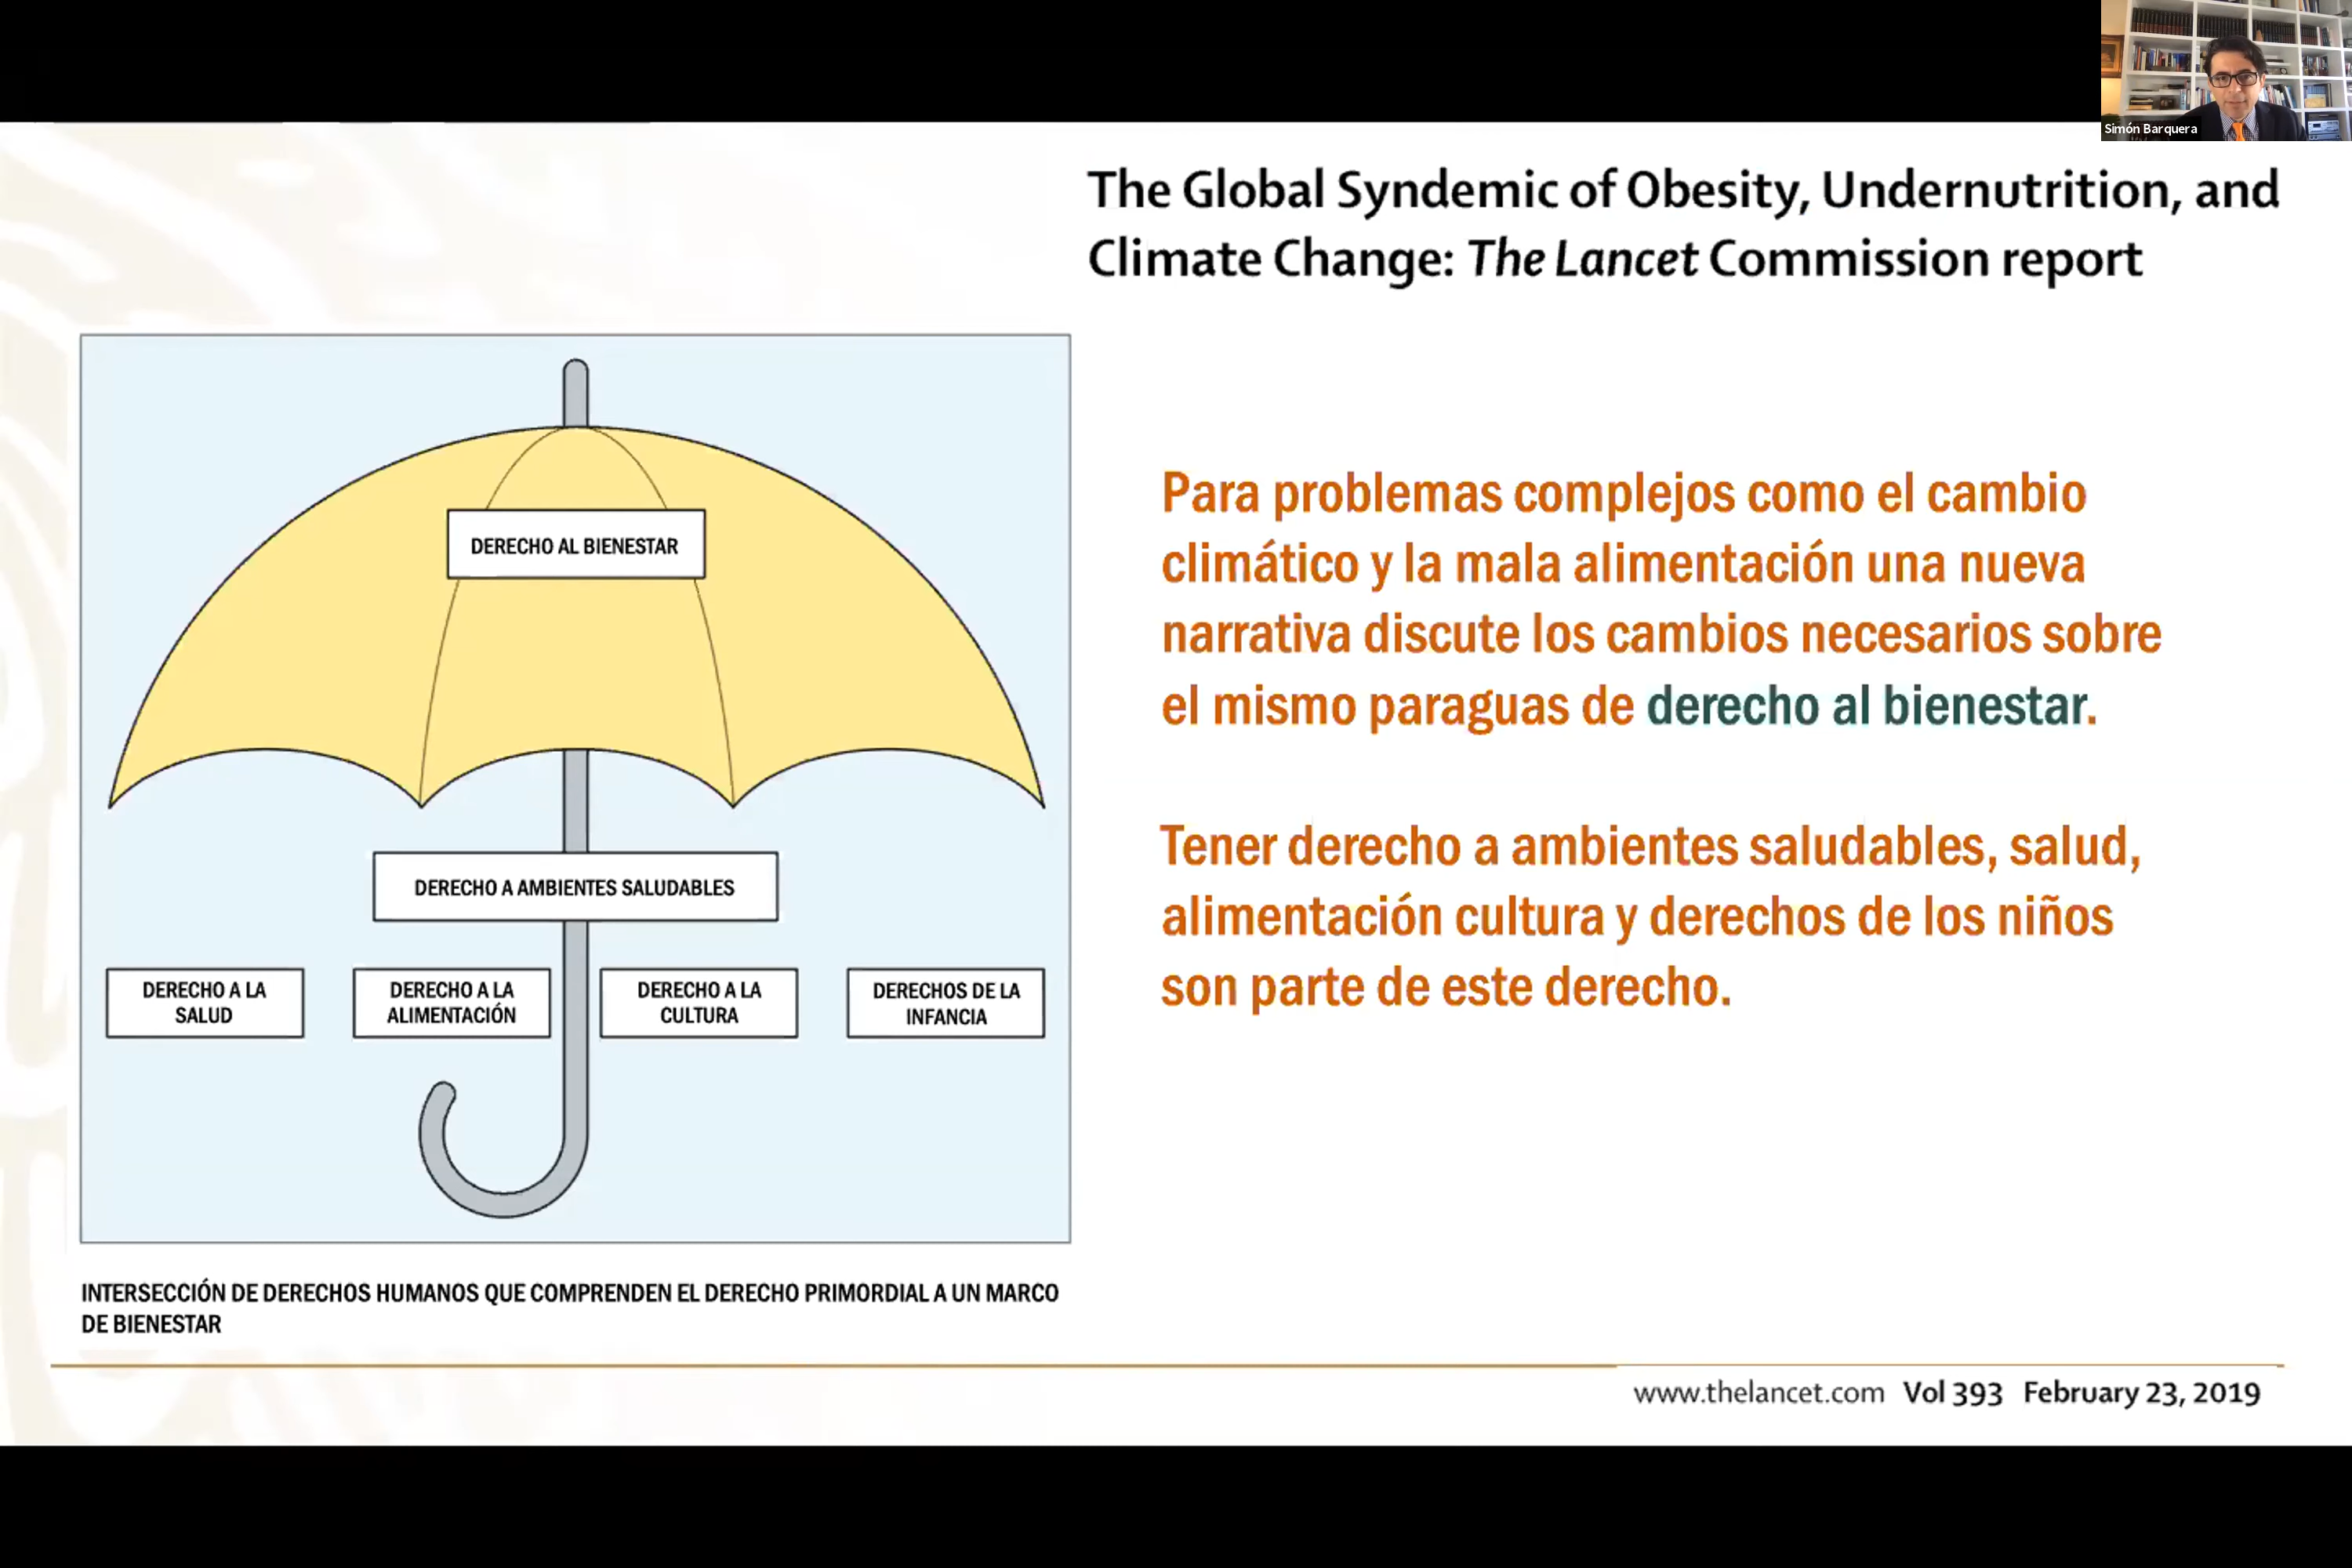 Simón Barquera
The Global Syndemic of Obesity, Undernutrition, and
Climate Change: The Lancet Commission report
DERECHO AL BIENESTAR
DERECHO A AMBIENTES SALUDABLES
DERECHO A LA
SALUD
DERECHO A LA
ALIMENTACIÓN
DERECHO A LA
CULTURA
DERECHOS DE LA
INFANCIA
INTERSECCIÓN DE DERECHOS HUMANOS QUE COMPRENDEN EL DERECHO PRIMORDIAL A UN MARCO
DE BIENESTAR
Para problemas complejos como el cambio
climático y la mala alimentación una nueva
narrativa discute los cambios necesarios sobre
el mismo paraguas de derecho al bienestar.
Tener derecho a ambientes saludables, salud,
alimentación cultura y derechos de los niños
son parte de este derecho.
www.thelancet.com Vol 393 February 23, 2019